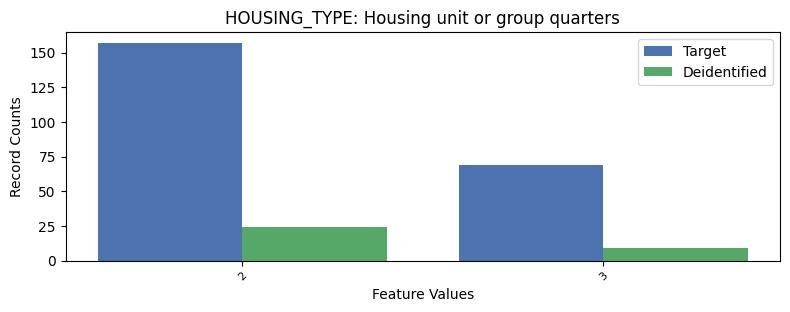 HOUSING_TYPE: Housing unit or group quarters
Target
Deidentified
Record Counts
150
125
100
75
50
25
0
2
3
Feature Values